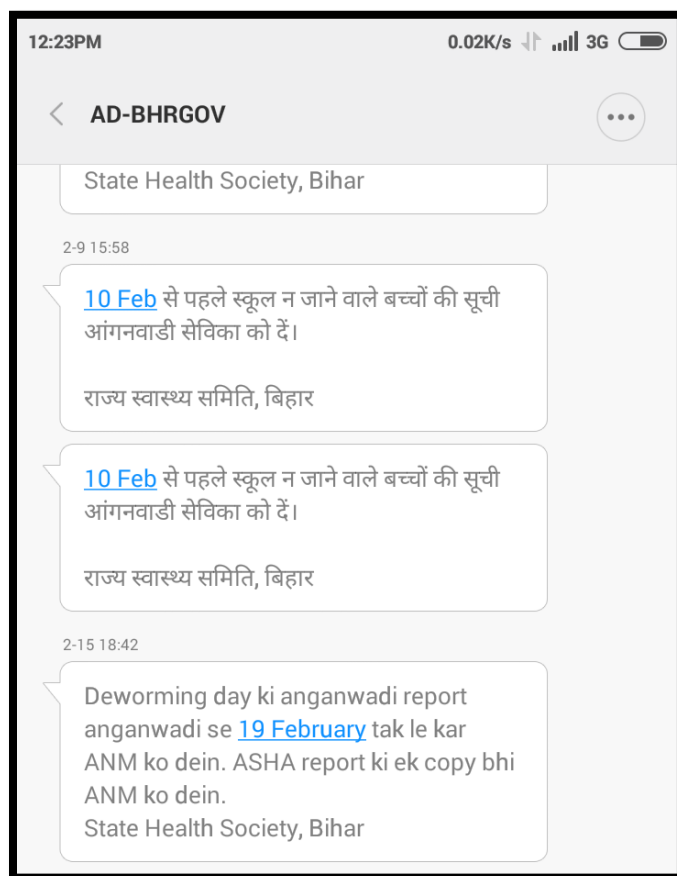 12:23PM 0.02K/s 3G
AD-BHRGOV
State Health Society, Bihar
2-9 15:58
10 Feb से पहले स्कूल न जाने वाले बच्चों की सूची
आंगनवाडी सेविका को दें।
राज्य स्वास्थ्य समिति, बिहार
10 Feb से पहले स्कूल न जाने वाले बच्चों की सूची
आंगनवाडी सेविका को दें।
राज्य स्वास्थ्य समिति, बिहार
2-15 18:42
Deworming day ki anganwadi report
anganwadi se 19 February tak le kar
ANM ko dein. ASHA report ki ek copy bhi
ANM ko dein.
State Health Society, Bihar